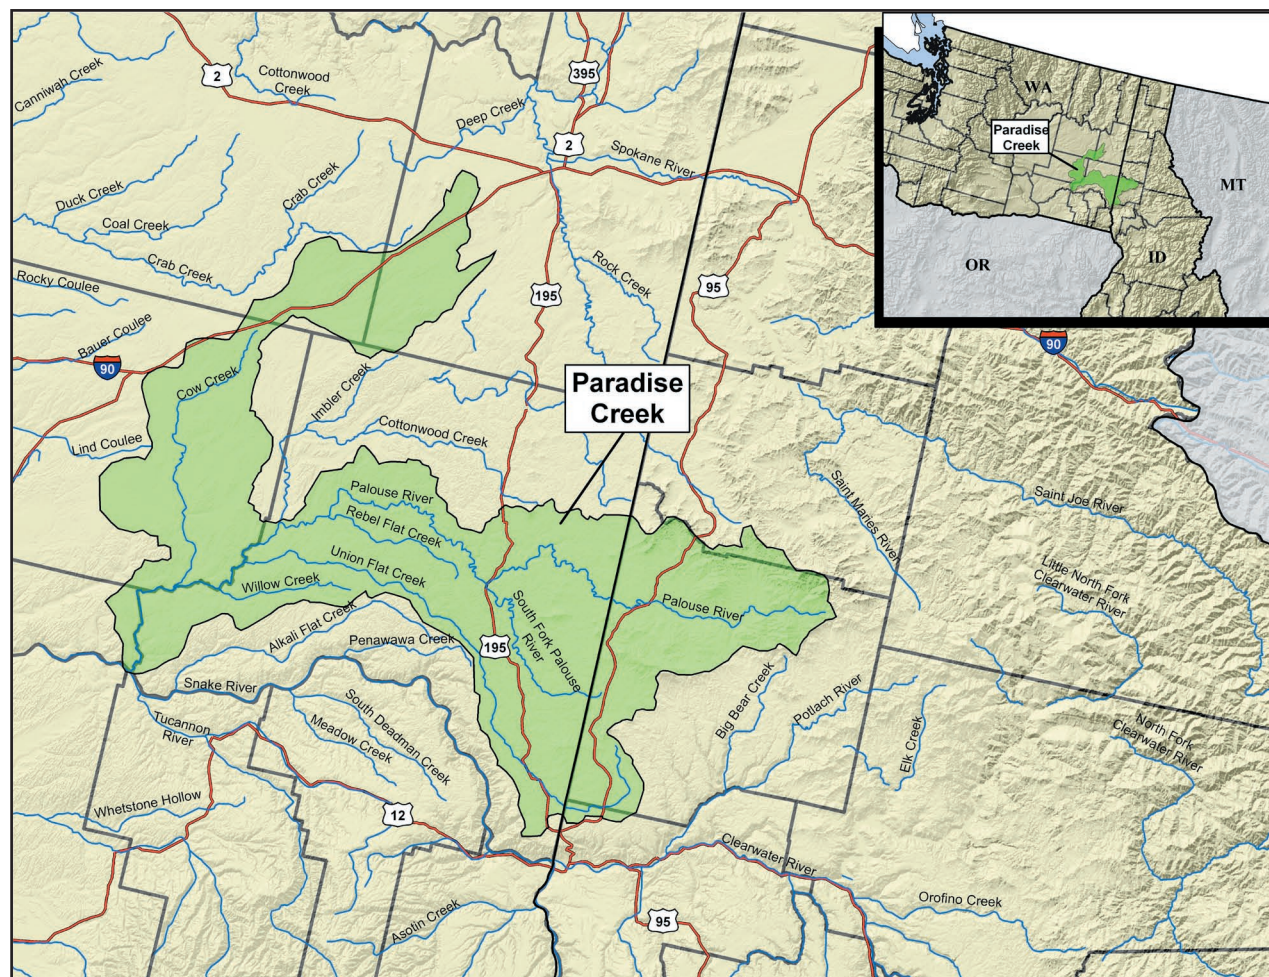 2
Cottonwood
Creek
395
Canniwah Creek
Deep Creek
2
Spokane River
WA
Paradise
Creek
MT
OR
ID
Duck Creek
Crab Creek
Coal Creek
Crab Creek
Rocky Coulee
Rock Creek
195
95
Bauer Coulee
90
90
Cow Creek
Imbler Creek
Paradise
Creek
Lind Coulee
Cottonwood Creek
Palouse River
Rebel Flat Creek
Saint Maries River
Saint Joe River
Union Flat Creek
Willow Creek
Little North Fork
Clearwater River
South Fork Palouse
River
Palouse River
Alkali Flat Creek
Penawawa Creek
195
Snake River
Big Bear Creek
Potlach River
South Deadman Creek
Meadow Creek
Tucannon
River
Elk Creek
North Fork
Clearwater River
Whetstone Hollow
12
Clearwater River
Orofino Creek
Asotin Creek
95